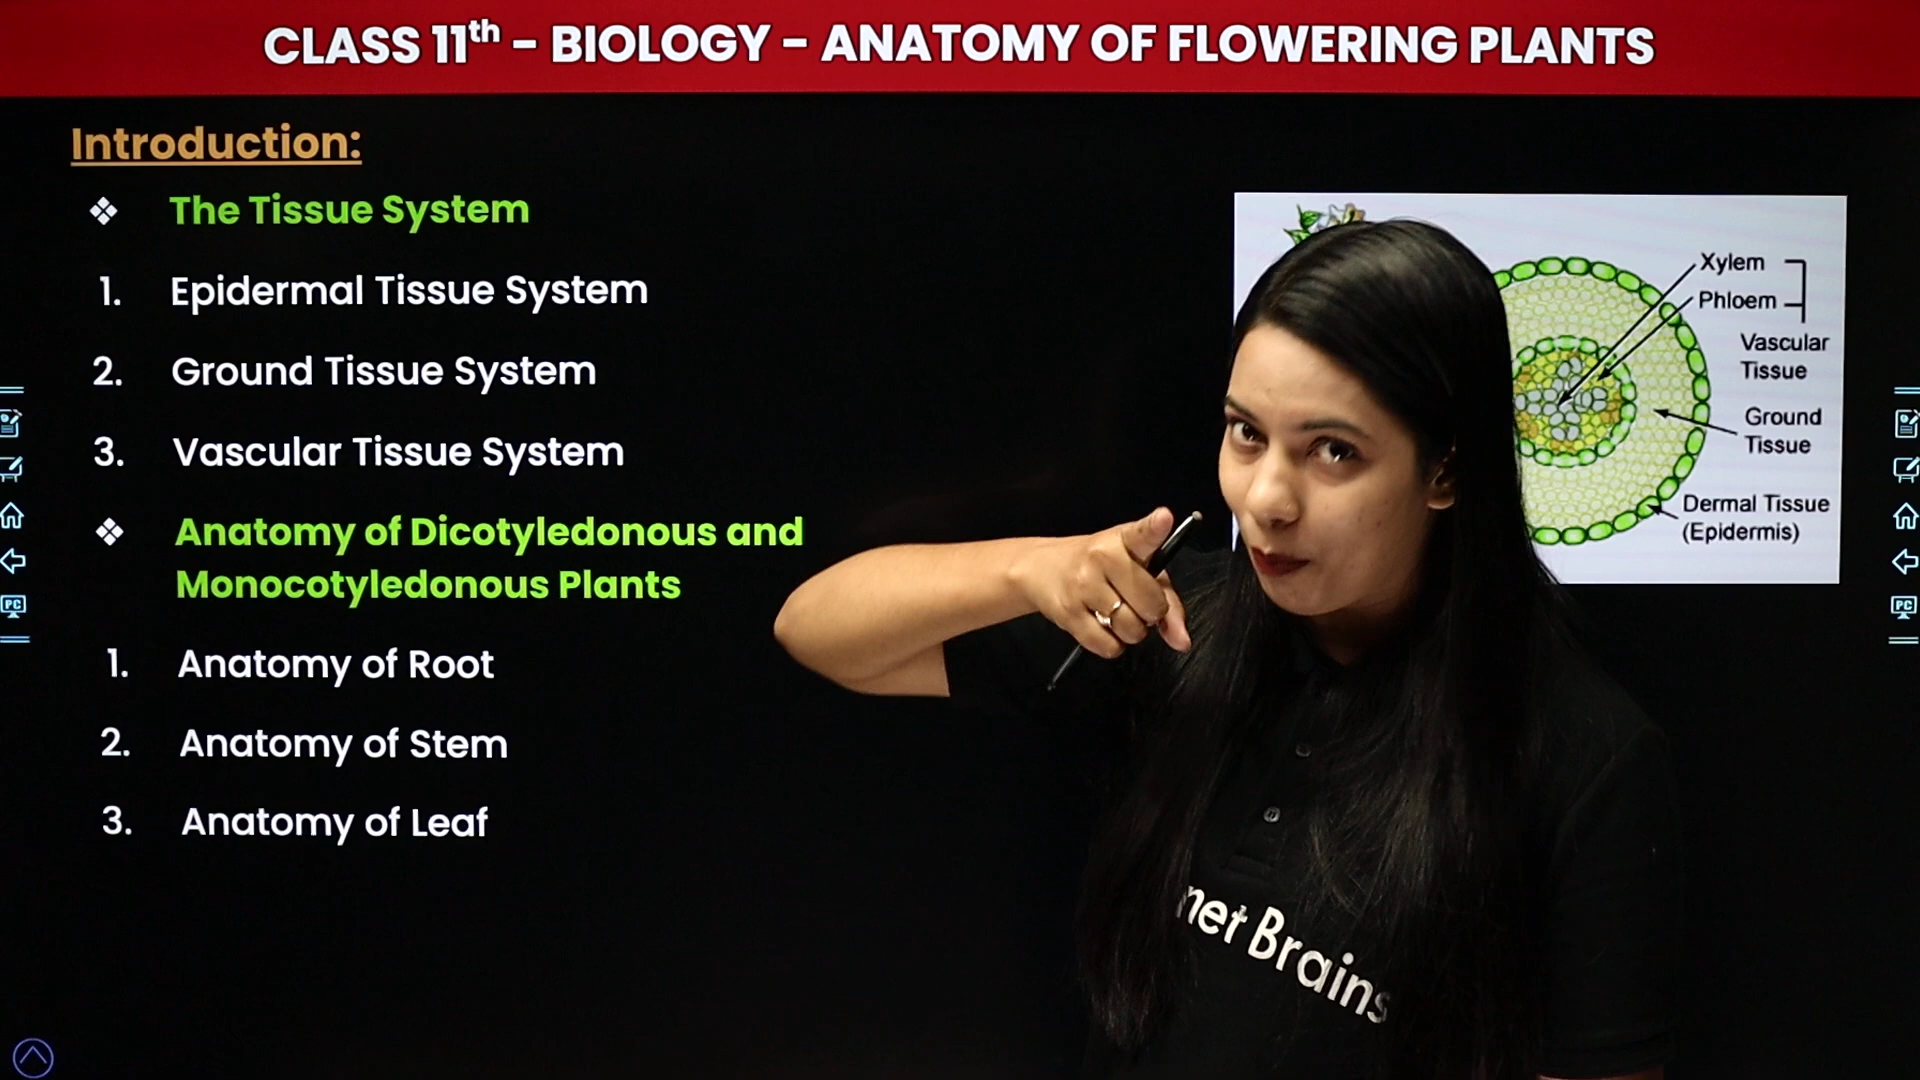 CLASS 11th - BIOLOGY - ANATOMY OF FLOWERING PLANTS
Introduction:
❖ The Tissue System
1. Epidermal Tissue System
2. Ground Tissue System
3. Vascular Tissue System
❖ Anatomy of Dicotyledonous and
Monocotyledonous Plants
1. Anatomy of Root
2. Anatomy of Stem
3. Anatomy of Leaf
Xylem
Phloem
Vascular
Tissue
Ground
Tissue
Dermal Tissue
(Epidermis)
net Brains
PC
PC